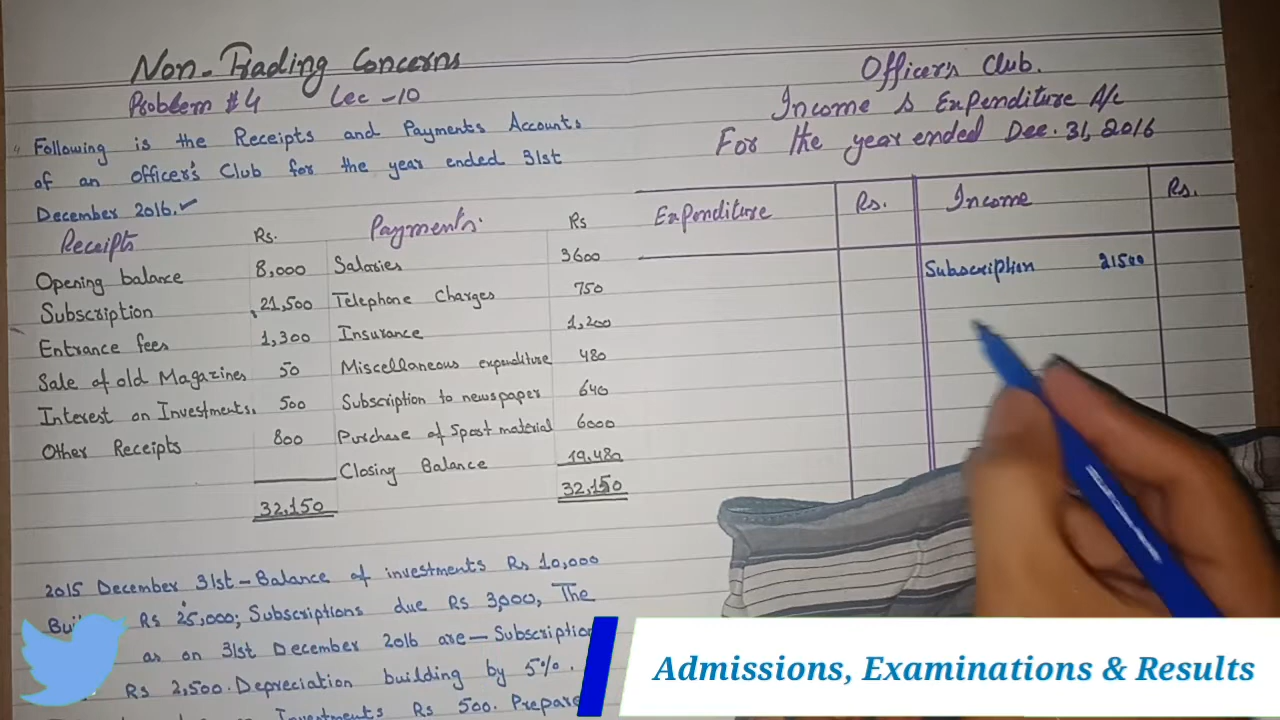 Non-Trading Concerns
Problem #4 Lec-10
Following is the Receipts and Payments Accounts
of an officer's Club for the year ended 31st
December 2016.
Receipts Rs. Payments. Rs
Opening balance 8,000 Salaries 3600
Subscription 21,500 Telephone Charges 750
Entrance fees 1,300 Insurance 1,200
Sale of old Magazines 50 Miscellaneous expenditure 480
Interest on Investments. 500 Subscription to newspaper 640
Other Receipts 800 Purchase of Sport material 6000
Closing Balance 19,480
32,150 32,150
2015 December 31st – Balance of investments Rs 10,000
Rs 25,000; Subscriptions due Rs 3,000, The
as on 31st December 2016 are – Subscription
Rs 2,500. Depreciation building by 5%.
Investments Rs 500. Prepare
Officer's Club.
Income & Expenditure A/c
For the year ended Dec. 31, 2016
Expenditure Rs. Income Rs.
Subscription 21500
Admissions, Examinations & Results